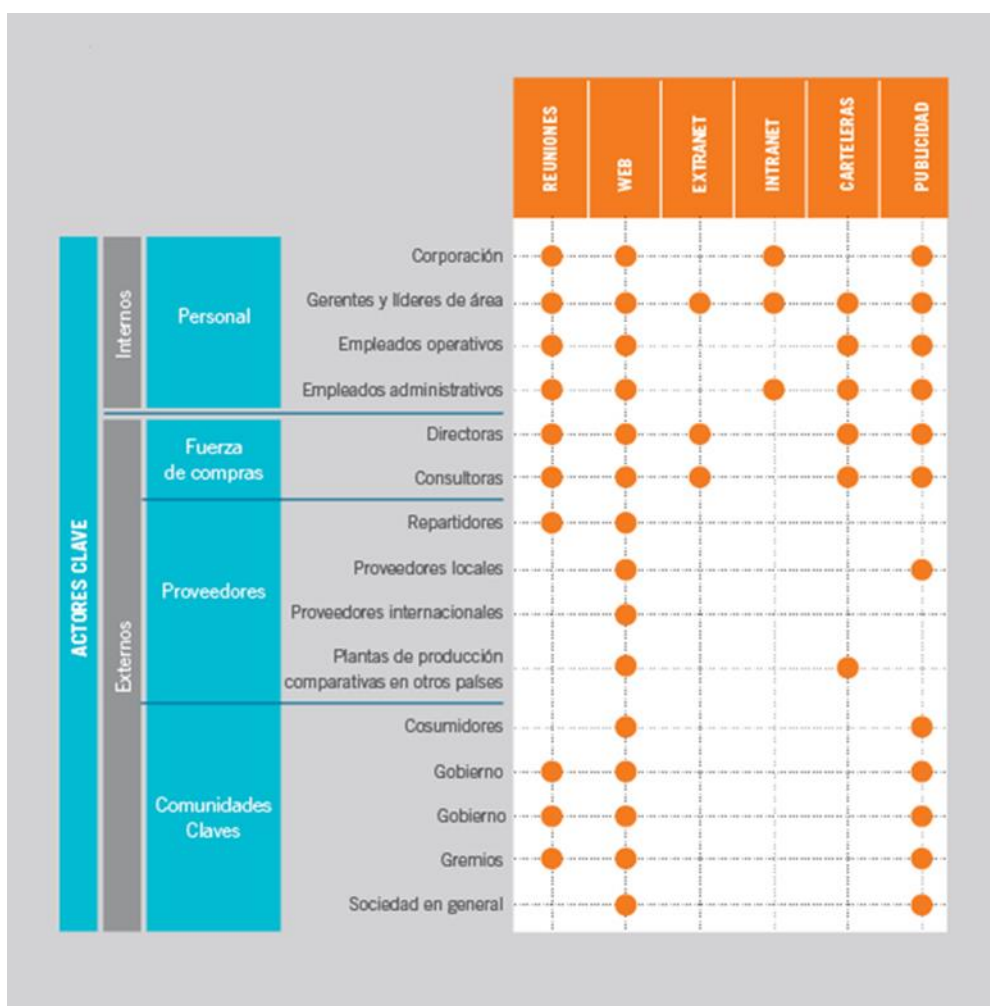 REUNIONES
WEB
EXTRANET
INTRANET
CARTELERAS
PUBLICIDAD
ACTORES CLAVE
Internos
Personal
Corporación
Gerentes y líderes de área
Empleados operativos
Empleados administrativos
Externos
Fuerza
de compras
Directoras
Consultoras
Proveedores
Repartidores
Proveedores locales
Proveedores internacionales
Plantas de producción
comparativas en otros países
Comunidades
Claves
Cosumidores
Gobierno
Gobierno
Gremios
Sociedad en general